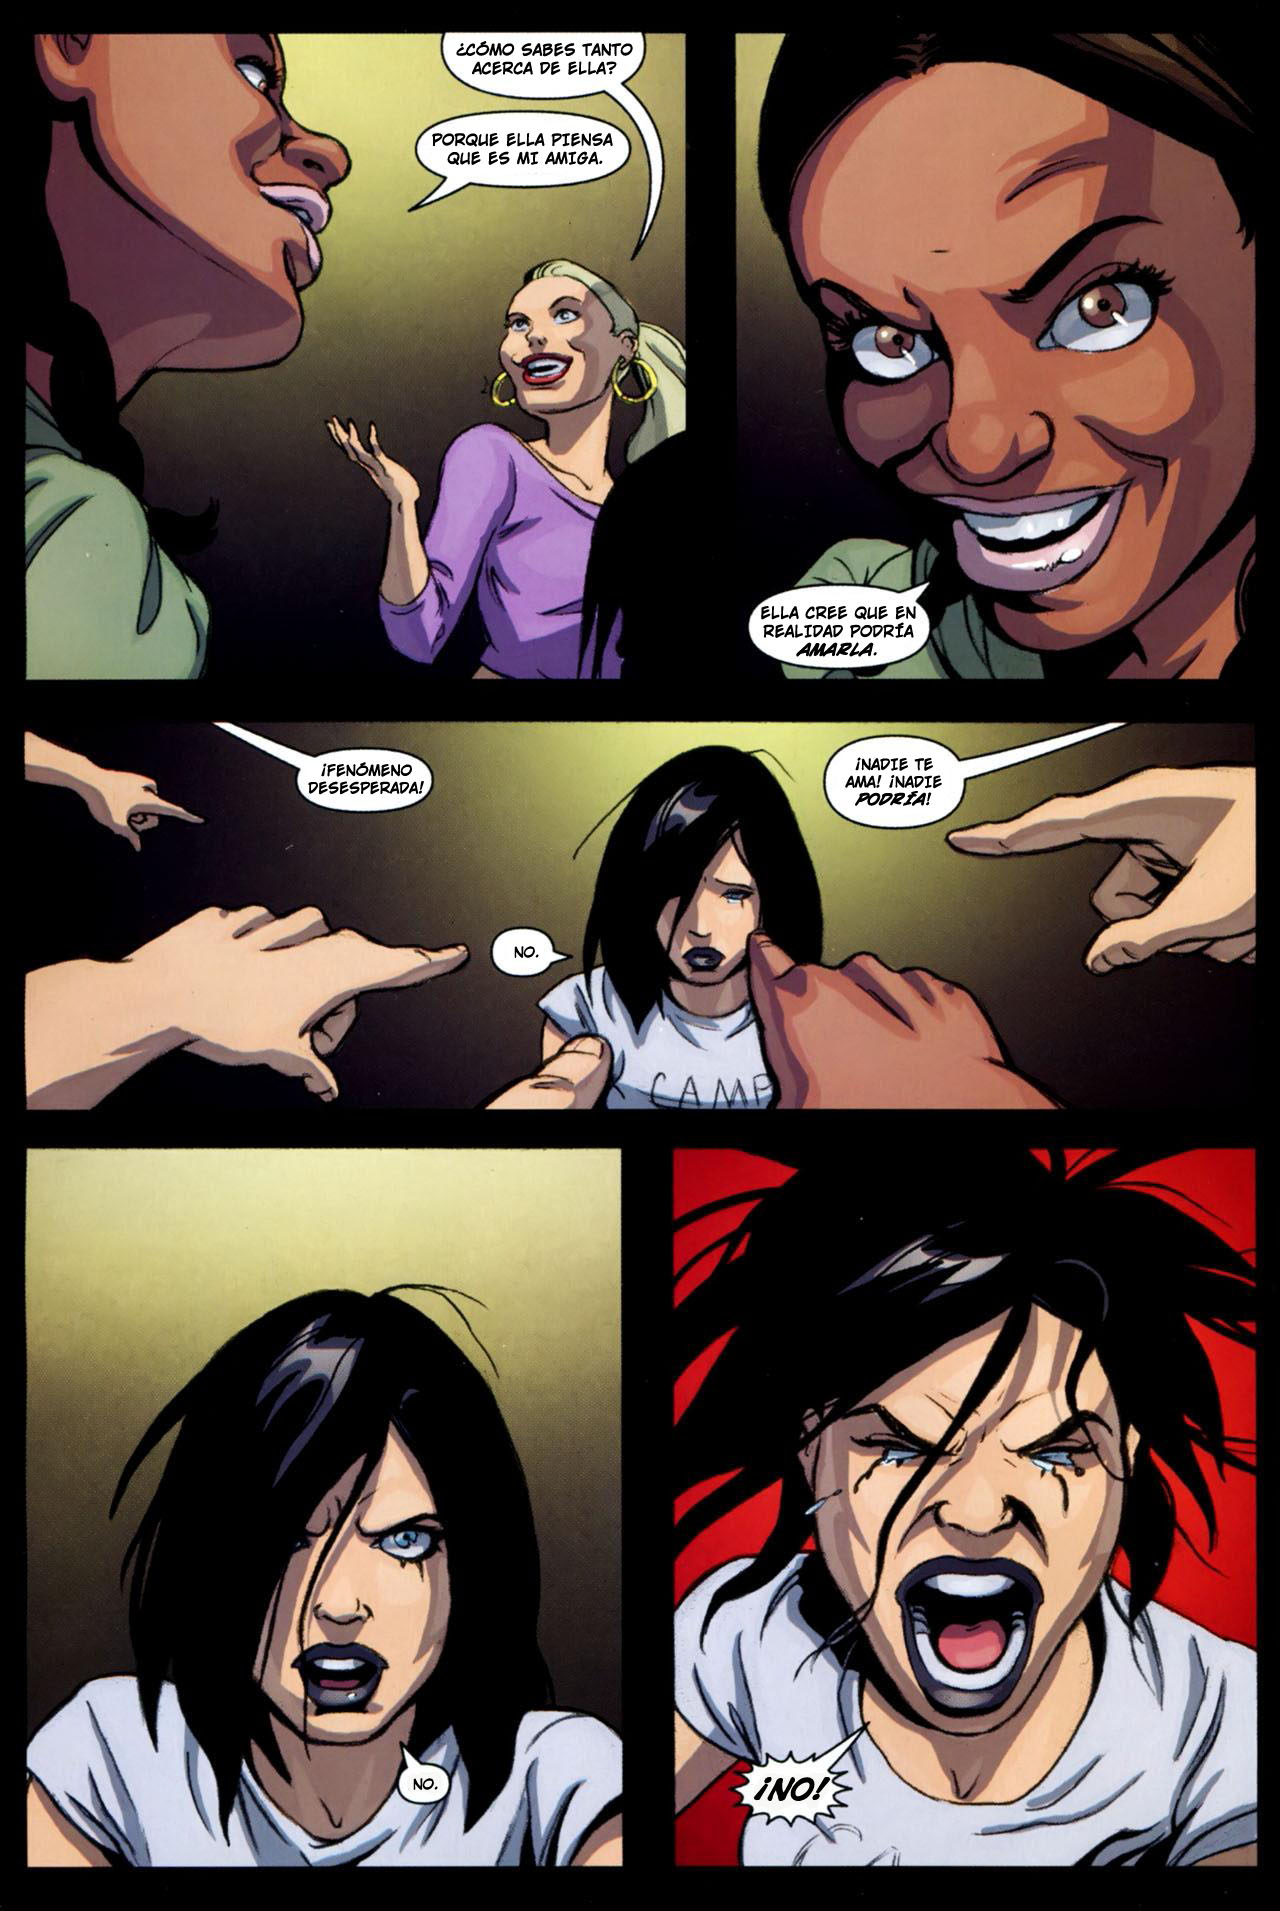 ¿CÓMO SABES TANTO
ACERCA DE ELLA?
PORQUE ELLA PIENSA
QUE ES MI AMIGA.
ELLA CREE QUE EN
REALIDAD PODRÍA
AMARLA.
¡FENÓMENO
DESESPERADA!
¡NADIE TE
AMA! ¡NADIE
PODRÍA!
NO.
CAMP
NO.
¡NO!